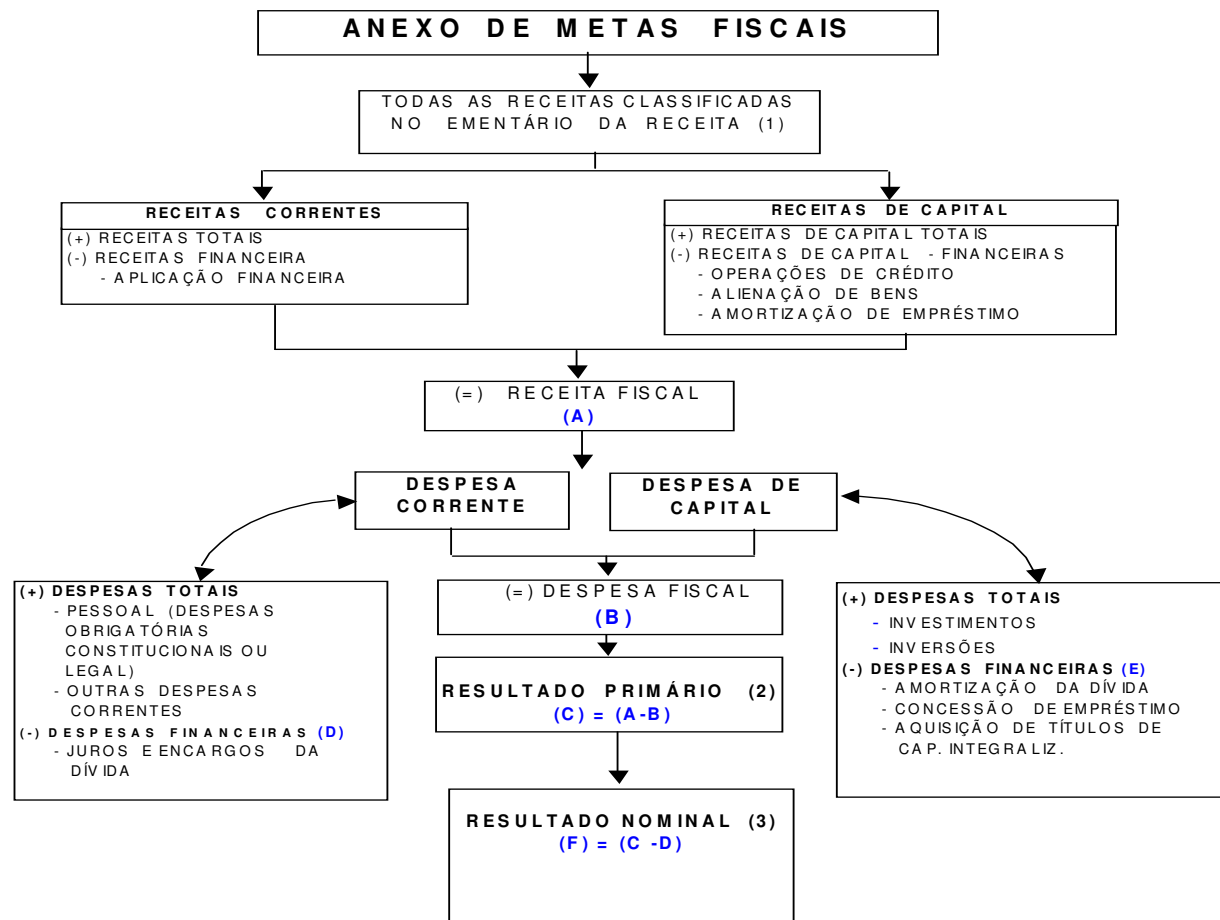 ANEXO DE METAS FISCAIS
TODAS AS RECEITAS CLASSIFICADAS
NO EMENTÁRIO DA RECEITA (1)
RECEITAS CORRENTES
(+) RECEITAS TOTAIS
(-) RECEITAS FINANCEIRA
- APLICAÇÃO FINANCEIRA
RECEITAS DE CAPITAL
(+) RECEITAS DE CAPITAL TOTAIS
(-) RECEITAS DE CAPITAL - FINANCEIRAS
- OPERAÇÕES DE CRÉDITO
- ALIENAÇÃO DE BENS
- AMORTIZAÇÃO DE EMPRÉSTIMO
(=) RECEITA FISCAL
(A)
DESPESA
CORRENTE
DESPESA DE
CAPITAL
(+) DESPESAS TOTAIS
- PESSOAL (DESPESAS
OBRIGATÓRIAS
CONSTITUCIONAIS OU
LEGAL)
- OUTRAS DESPESAS
CORRENTES
(-) DESPESAS FINANCEIRAS (D)
- JUROS E ENCARGOS DA
DÍVIDA
(=) DESPESA FISCAL
(B)
RESULTADO PRIMÁRIO (2)
(C) = (A-B)
RESULTADO NOMINAL (3)
(F) = (C -D)
(+) DESPESAS TOTAIS
- INVESTIMENTOS
- INVERSÕES
(-) DESPESAS FINANCEIRAS (E)
- AMORTIZAÇÃO DA DÍVIDA
- CONCESSÃO DE EMPRÉSTIMO
- AQUISIÇÃO DE TÍTULOS DE
CAP. INTEGRALIZ.